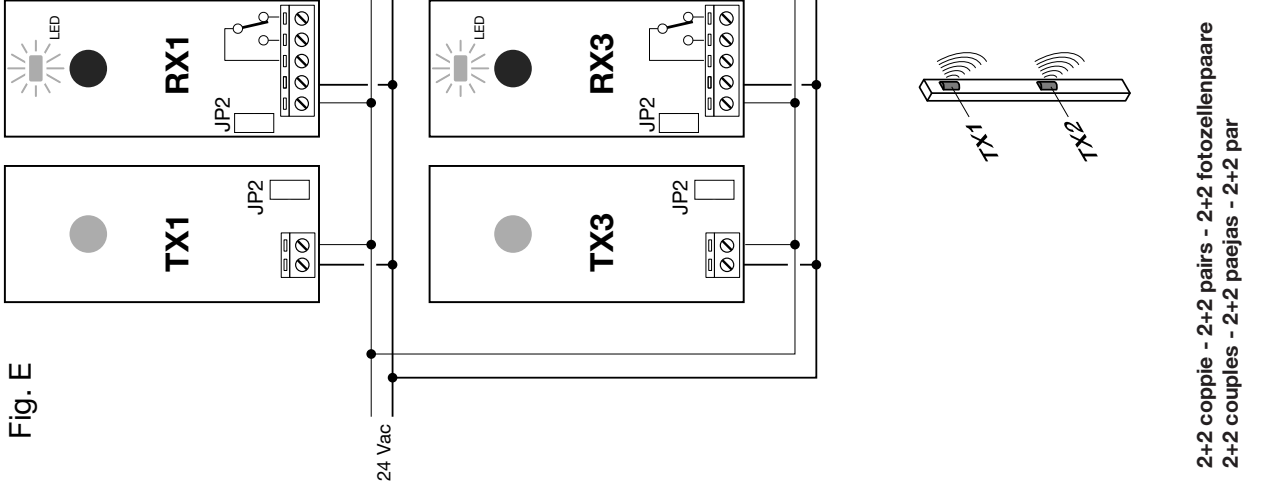 Fig. E
24 Vac
TX1
JP2
RX1
JP2
LED
TX3
JP2
RX3
JP2
LED
TX1
TX2
2+2 coppie - 2+2 pairs - 2+2 fotozellenpaare
2+2 couples - 2+2 paejas - 2+2 par